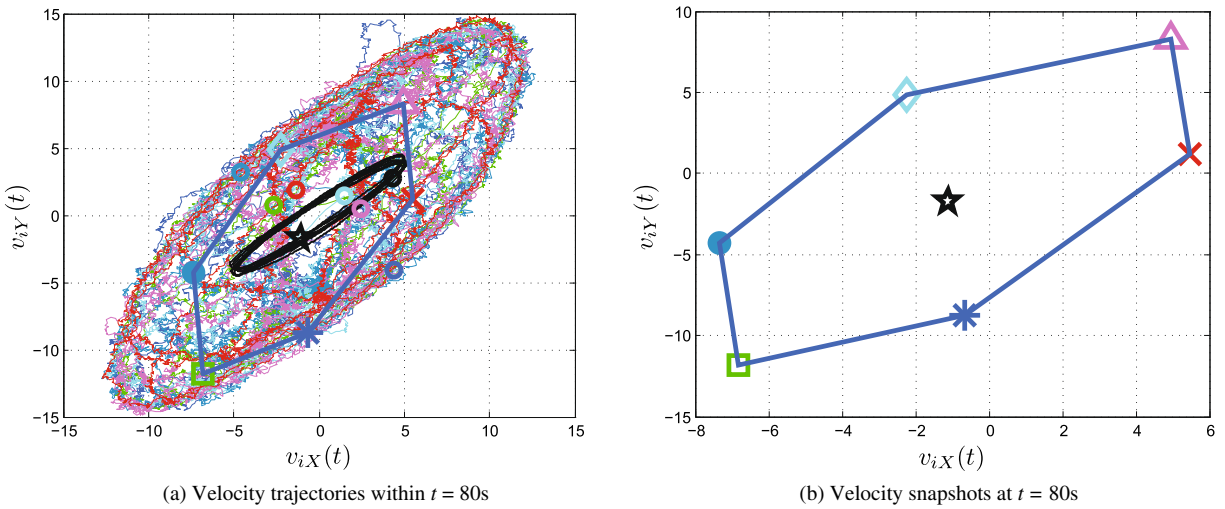 15
10
5
0
−5
−10
−15
−15 −10 −5 0 5 10 15
v_{iY}(t)
v_{iX}(t)
(a) Velocity trajectories within t = 80s
10
5
0
−5
−10
−15
−8 −6 −4 −2 0 2 4 6
v_{iY}(t)
v_{iX}(t)
(b) Velocity snapshots at t = 80s